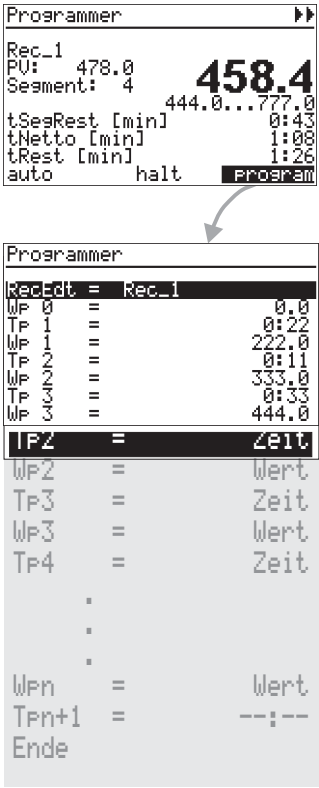 Programmer ▶▶
Rec_1
PV: 478.0
458.4
Segment: 4
444.0...777.0
tSegRest [min] 0:43
tNetto [min] 1:08
tRest [min] 1:26
auto halt program
Programmer
RecEdt = Rec_1
Wp 0 = 0.0
Tp 1 = 0:22
Wp 1 = 222.0
Tp 2 = 0:11
Wp 2 = 333.0
Tp 3 = 0:33
Wp 3 = 444.0
Tp2 = Zeit
Wp2 = Wert
Tp3 = Zeit
Wp3 = Wert
Tp4 = Zeit
.
.
.
Wpn = Wert
Tpn+1 = --:--
Ende